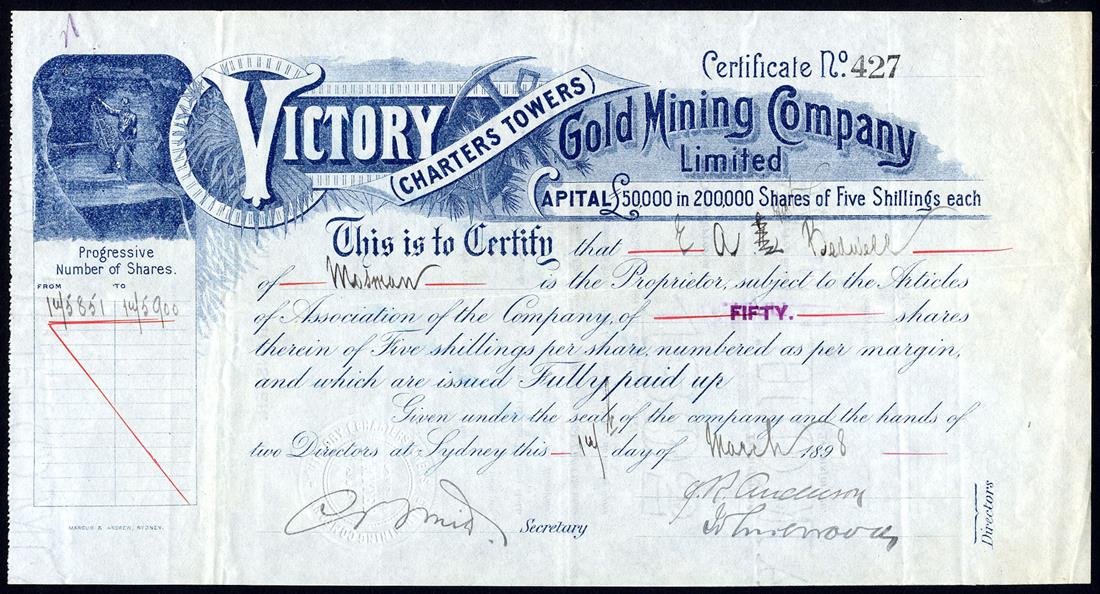 Certificate No. 427
VICTORY
(CHARTERS TOWERS)
Gold Mining Company
Limited
CAPITAL £50,000 in 200,000 Shares of Five Shillings each
Progressive
Number of Shares.
FROM TO
145851 145900
This is to Certify that E A Bedwell
of Mosman is the Proprietor, subject to the Articles
of Association of the Company, of FIFTY. shares
therein of Five shillings per share, numbered as per margin,
and which are issued Fully paid up
Given under the seal of the company and the hands of
two Directors at Sydney this 14th day of March 1898
J. R. Anderson
Secretary
Directors
MARCUS & ANDREW, SYDNEY.